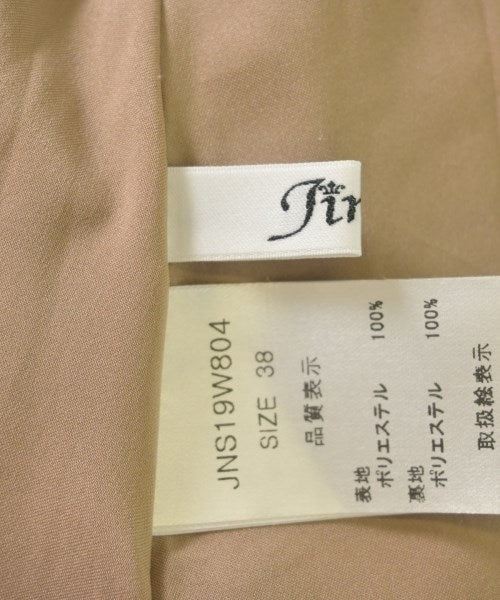 Jin
JNS19W804
SIZE 38
品質表示
表地
ポリエステル 100%
裏地
ポリエステル 100%
取扱絵表示